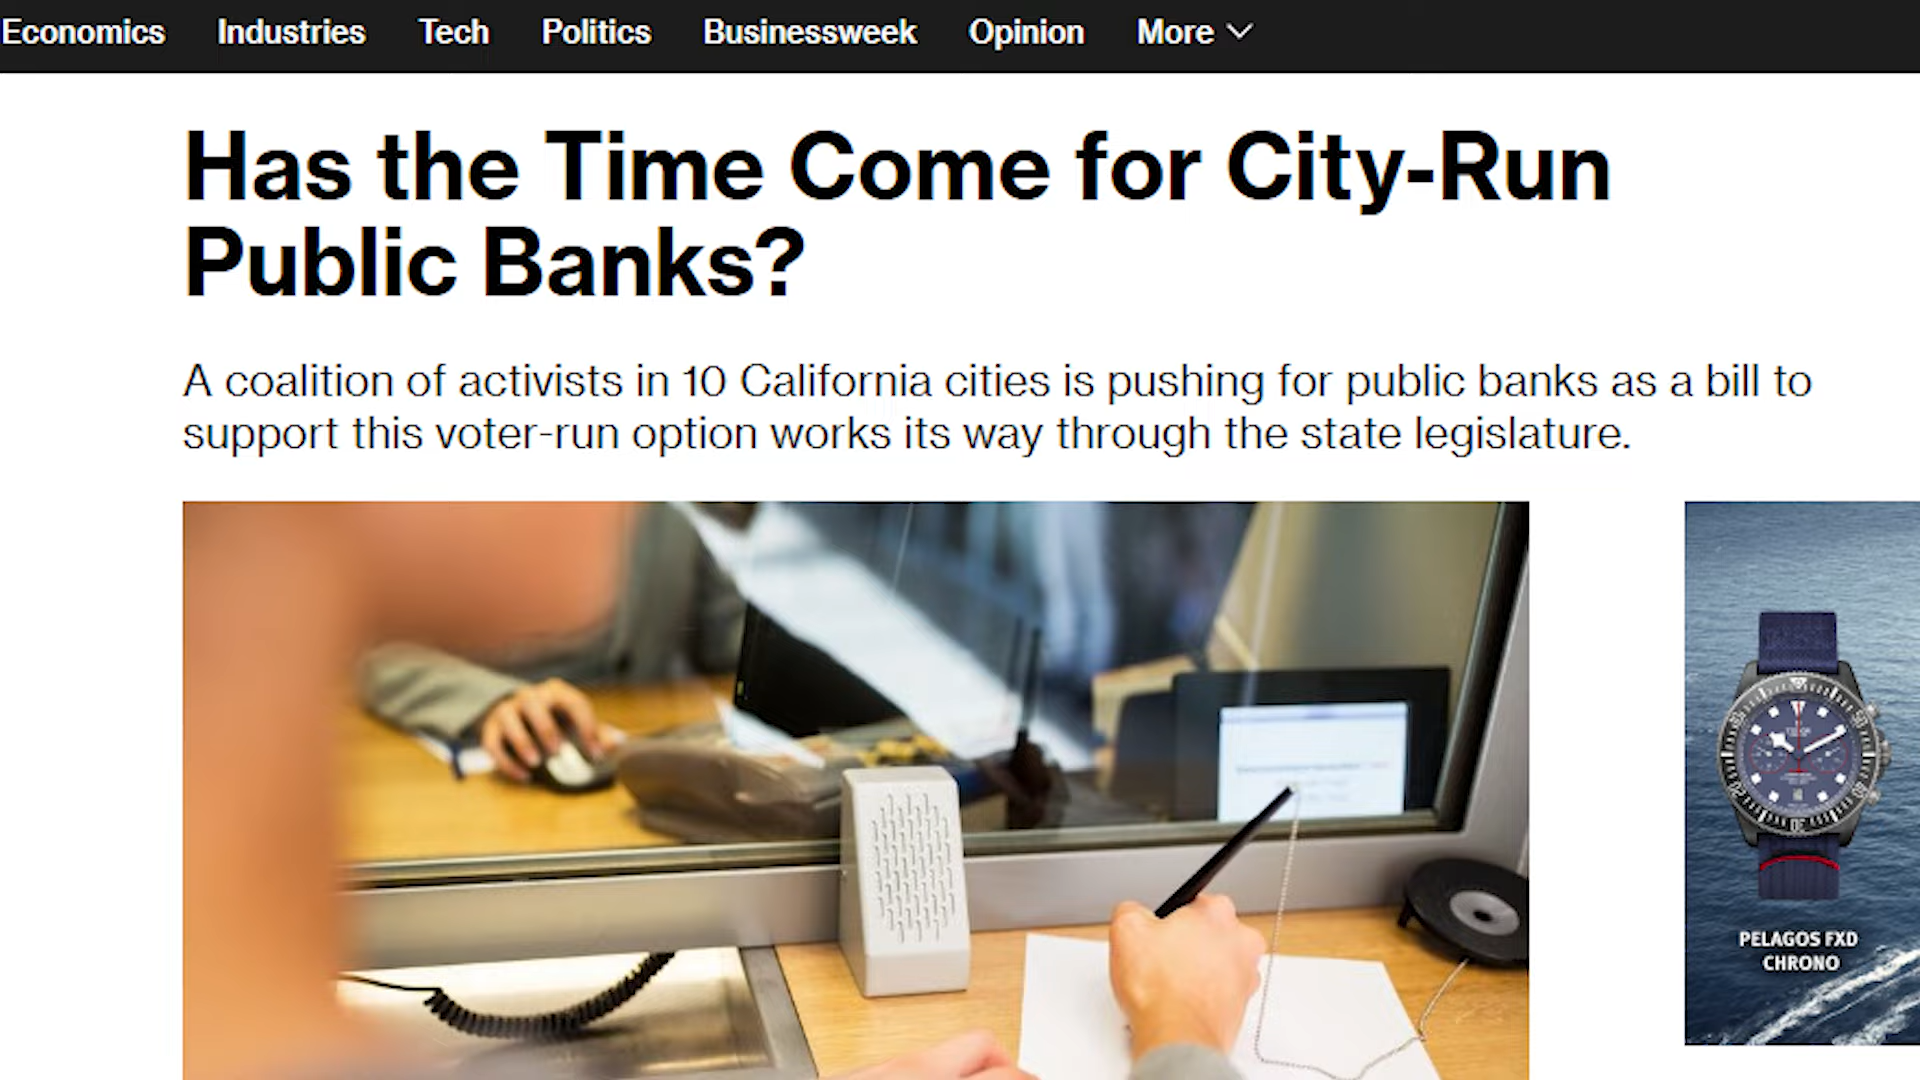 Economics Industries Tech Politics Businessweek Opinion More
Has the Time Come for City-Run
Public Banks?
A coalition of activists in 10 California cities is pushing for public banks as a bill to
support this voter-run option works its way through the state legislature.
PELAGOS FXD
CHRONO